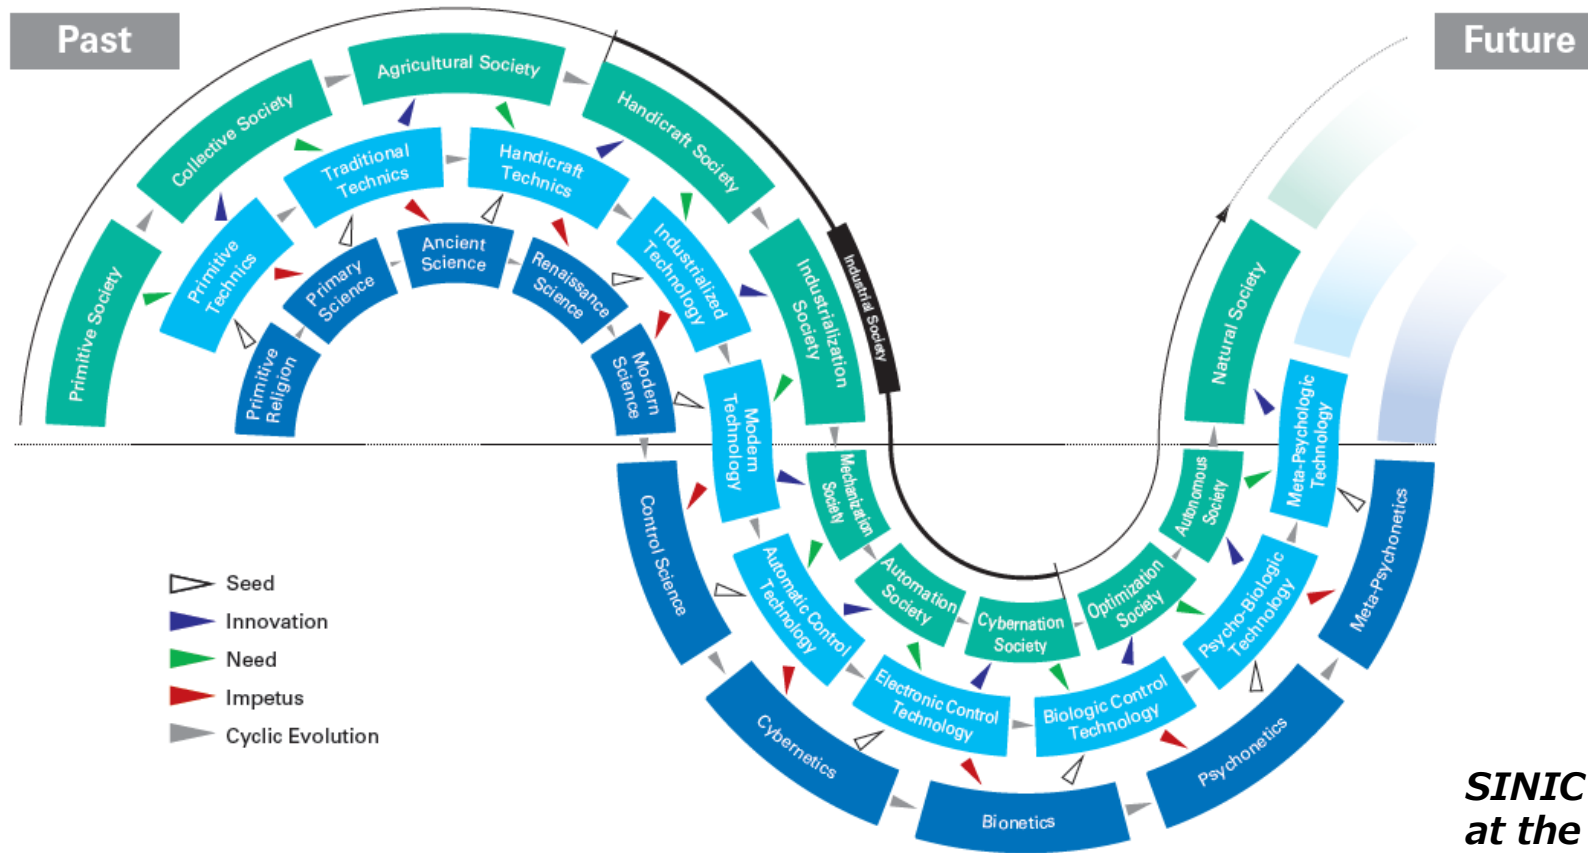 Past
Future
Primitive Society
Collective Society
Agricultural Society
Handicraft Society
Industrialization
Society
Mechanization
Society
Automation
Society
Cybernation
Society
Optimization
Society
Autonomous
Society
Natural Society
Industrial Society
Primitive
Technics
Traditional
Technics
Handicraft
Technics
Industrialized
Technology
Modern
Technology
Automatic Control
Technology
Electronic Control
Technology
Biologic Control
Technology
Psycho-Biologic
Technology
Meta-Psychologic
Technology
Primitive
Religion
Primary
Science
Ancient
Science
Renaissance
Science
Modern
Science
Control Science
Cybernetics
Bionetics
Psychonetics
Meta-Psychonetics
Seed
Innovation
Need
Impetus
Cyclic Evolution
SINIC
at the